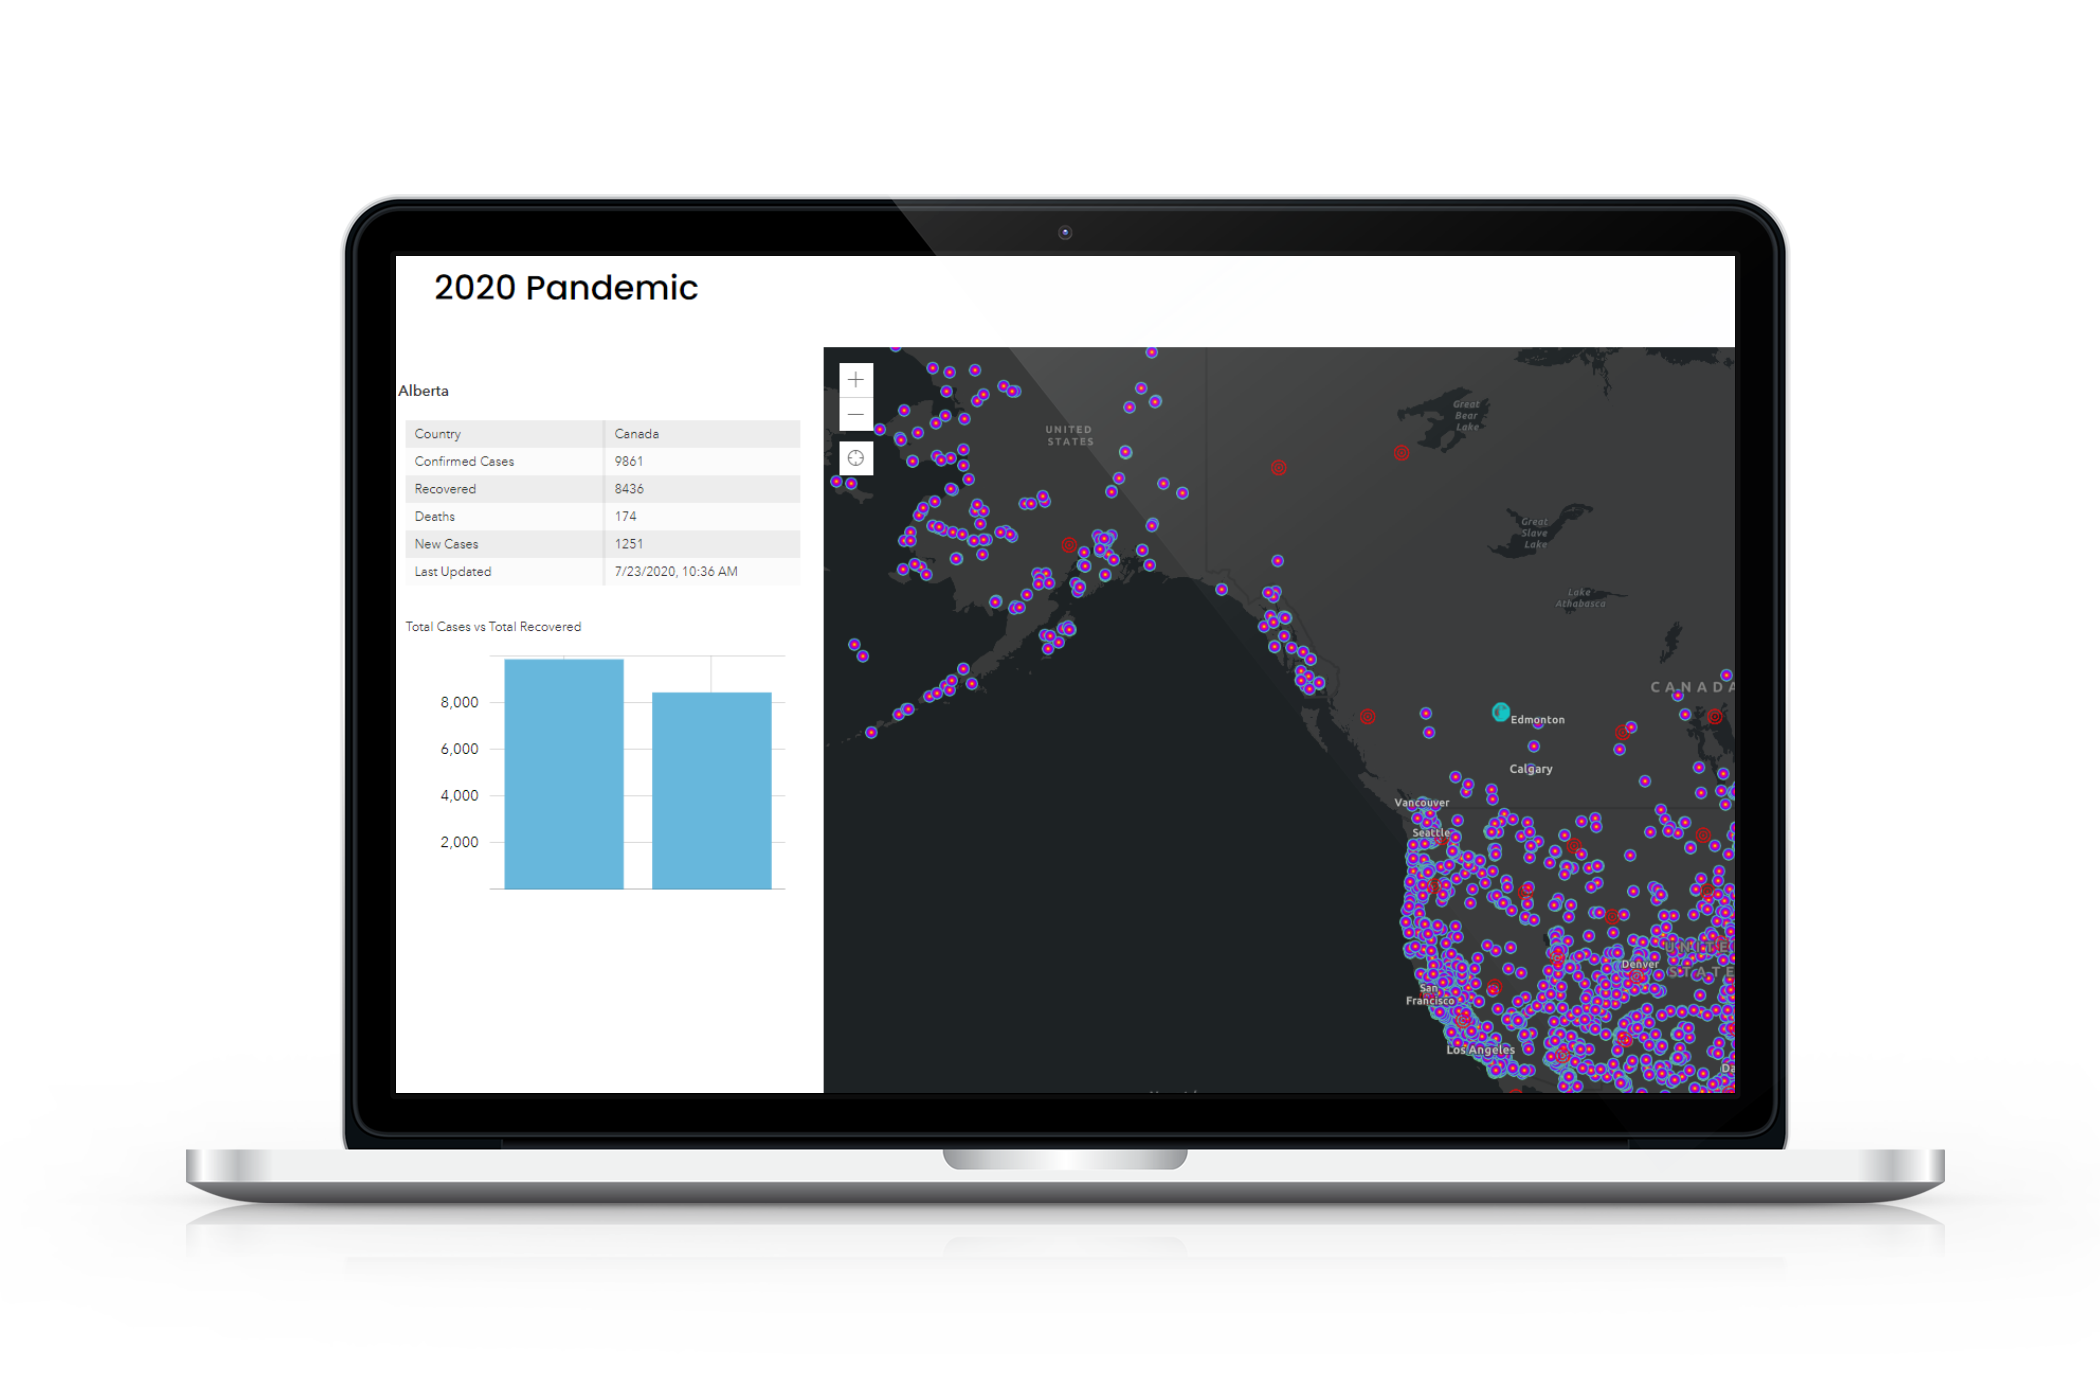 2020 Pandemic
Alberta
Country Canada
Confirmed Cases 9861
Recovered 8436
Deaths 174
New Cases 1251
Last Updated 7/23/2020, 10:36 AM
Total Cases vs Total Recovered
8,000
6,000
4,000
2,000
UNITED
STATES
Great
Bear
Lake
Great
Slave
Lake
Lake
Athabasca
CANADA
Edmonton
Calgary
Vancouver
Seattle
UNITE
STATE
Denver
San
Francisco
Los Angeles
Da